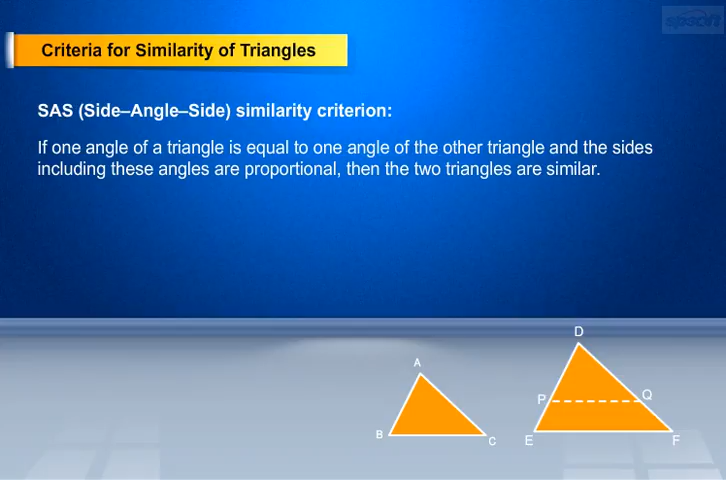 spsoft
Criteria for Similarity of Triangles
SAS (Side–Angle–Side) similarity criterion:
If one angle of a triangle is equal to one angle of the other triangle and the sides
including these angles are proportional, then the two triangles are similar.
D
A
P
Q
B
C
E
F